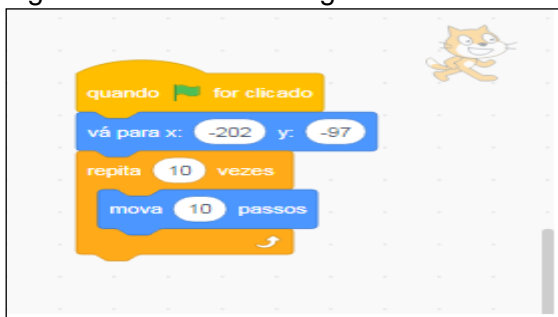 quando for clicado
vá para x: -202 y: -97
repita 10 vezes
mova 10 passos